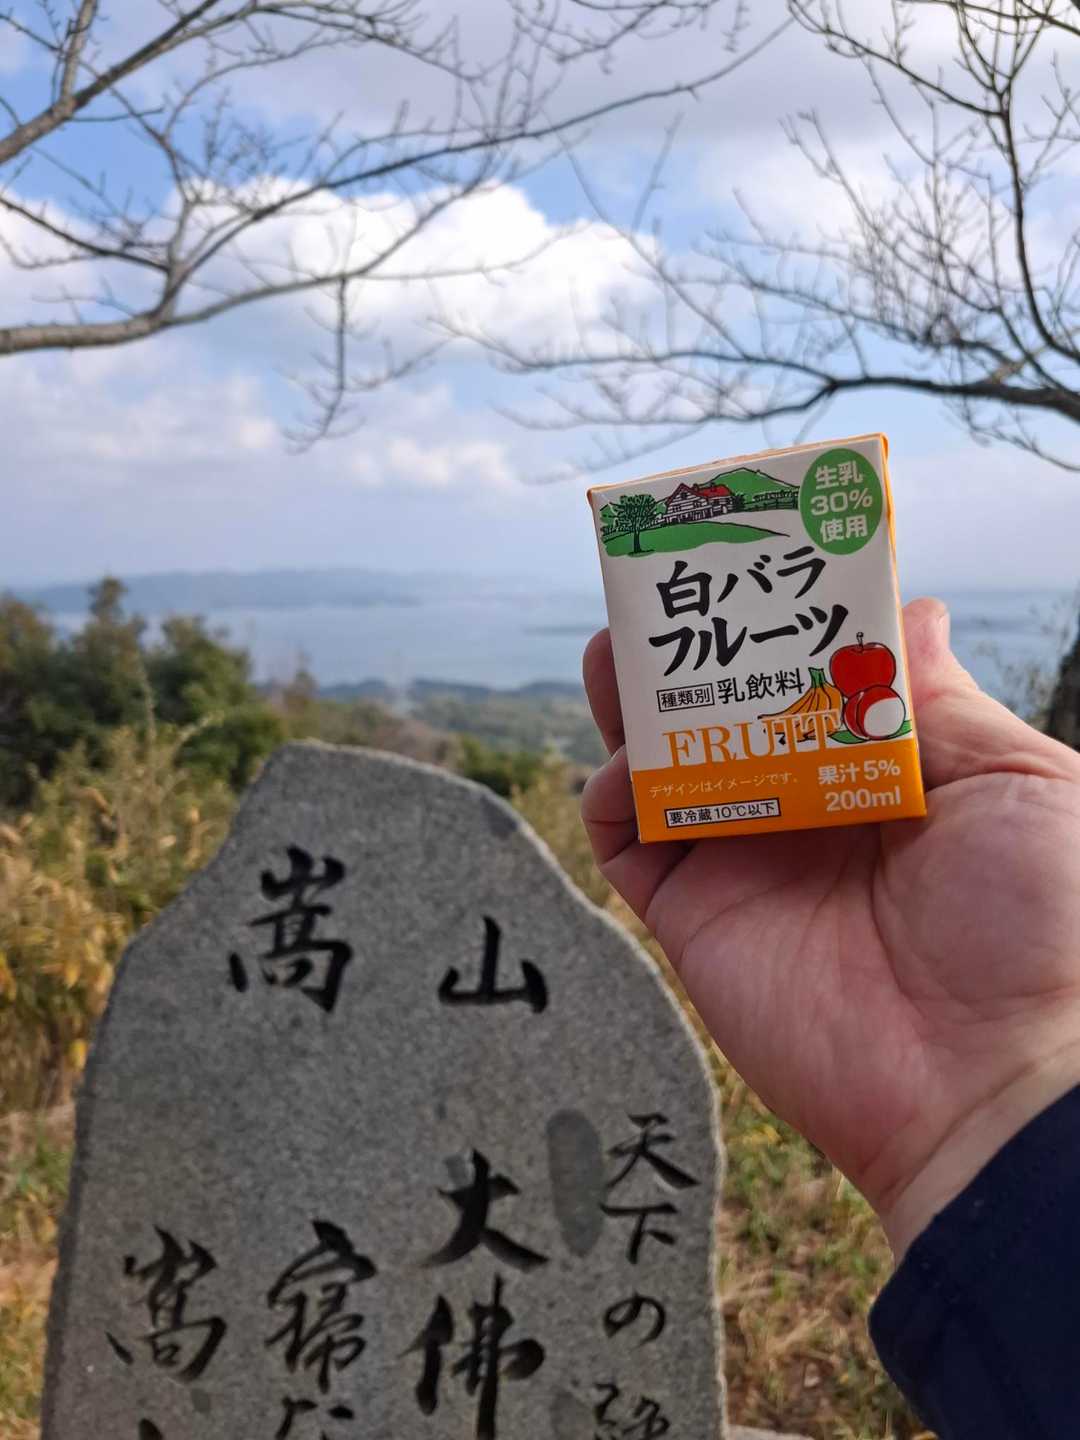 生乳
30%
使用
白バラ
フルーツ
種類別 乳飲料
FRUIT
デザインはイメージです。
果汁5%
200ml
要冷蔵10℃以下
嵩山
天下の
大佛
嵩